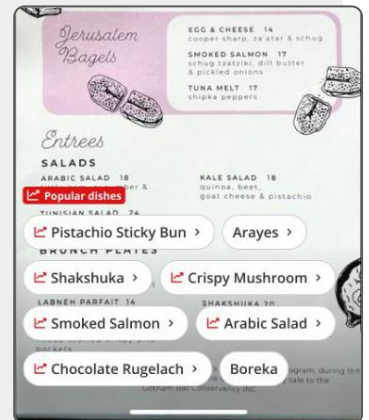 Jerusalem
Bagels
EGG & CHEESE 14
cooper sharp, za'atar & schug
SMOKED SALMON 17
schug tzatziki, dill butter
& pickled onions
TUNA MELT 17
shipka peppers
Entrees
SALADS
ARABIC SALAD 18
KALE SALAD 18
quinoa, beet,
goat cheese & pistachio
Popular dishes
TUNISIAN SALAD 24
Pistachio Sticky Bun >
Arayes >
BRUNCH PLATES
Shakshuka >
Crispy Mushroom >
LABNEH PARFAIT 14
SHAKSHUKA 20
Smoked Salmon >
Arabic Salad >
pockets
Chocolate Rugelach >
Boreka